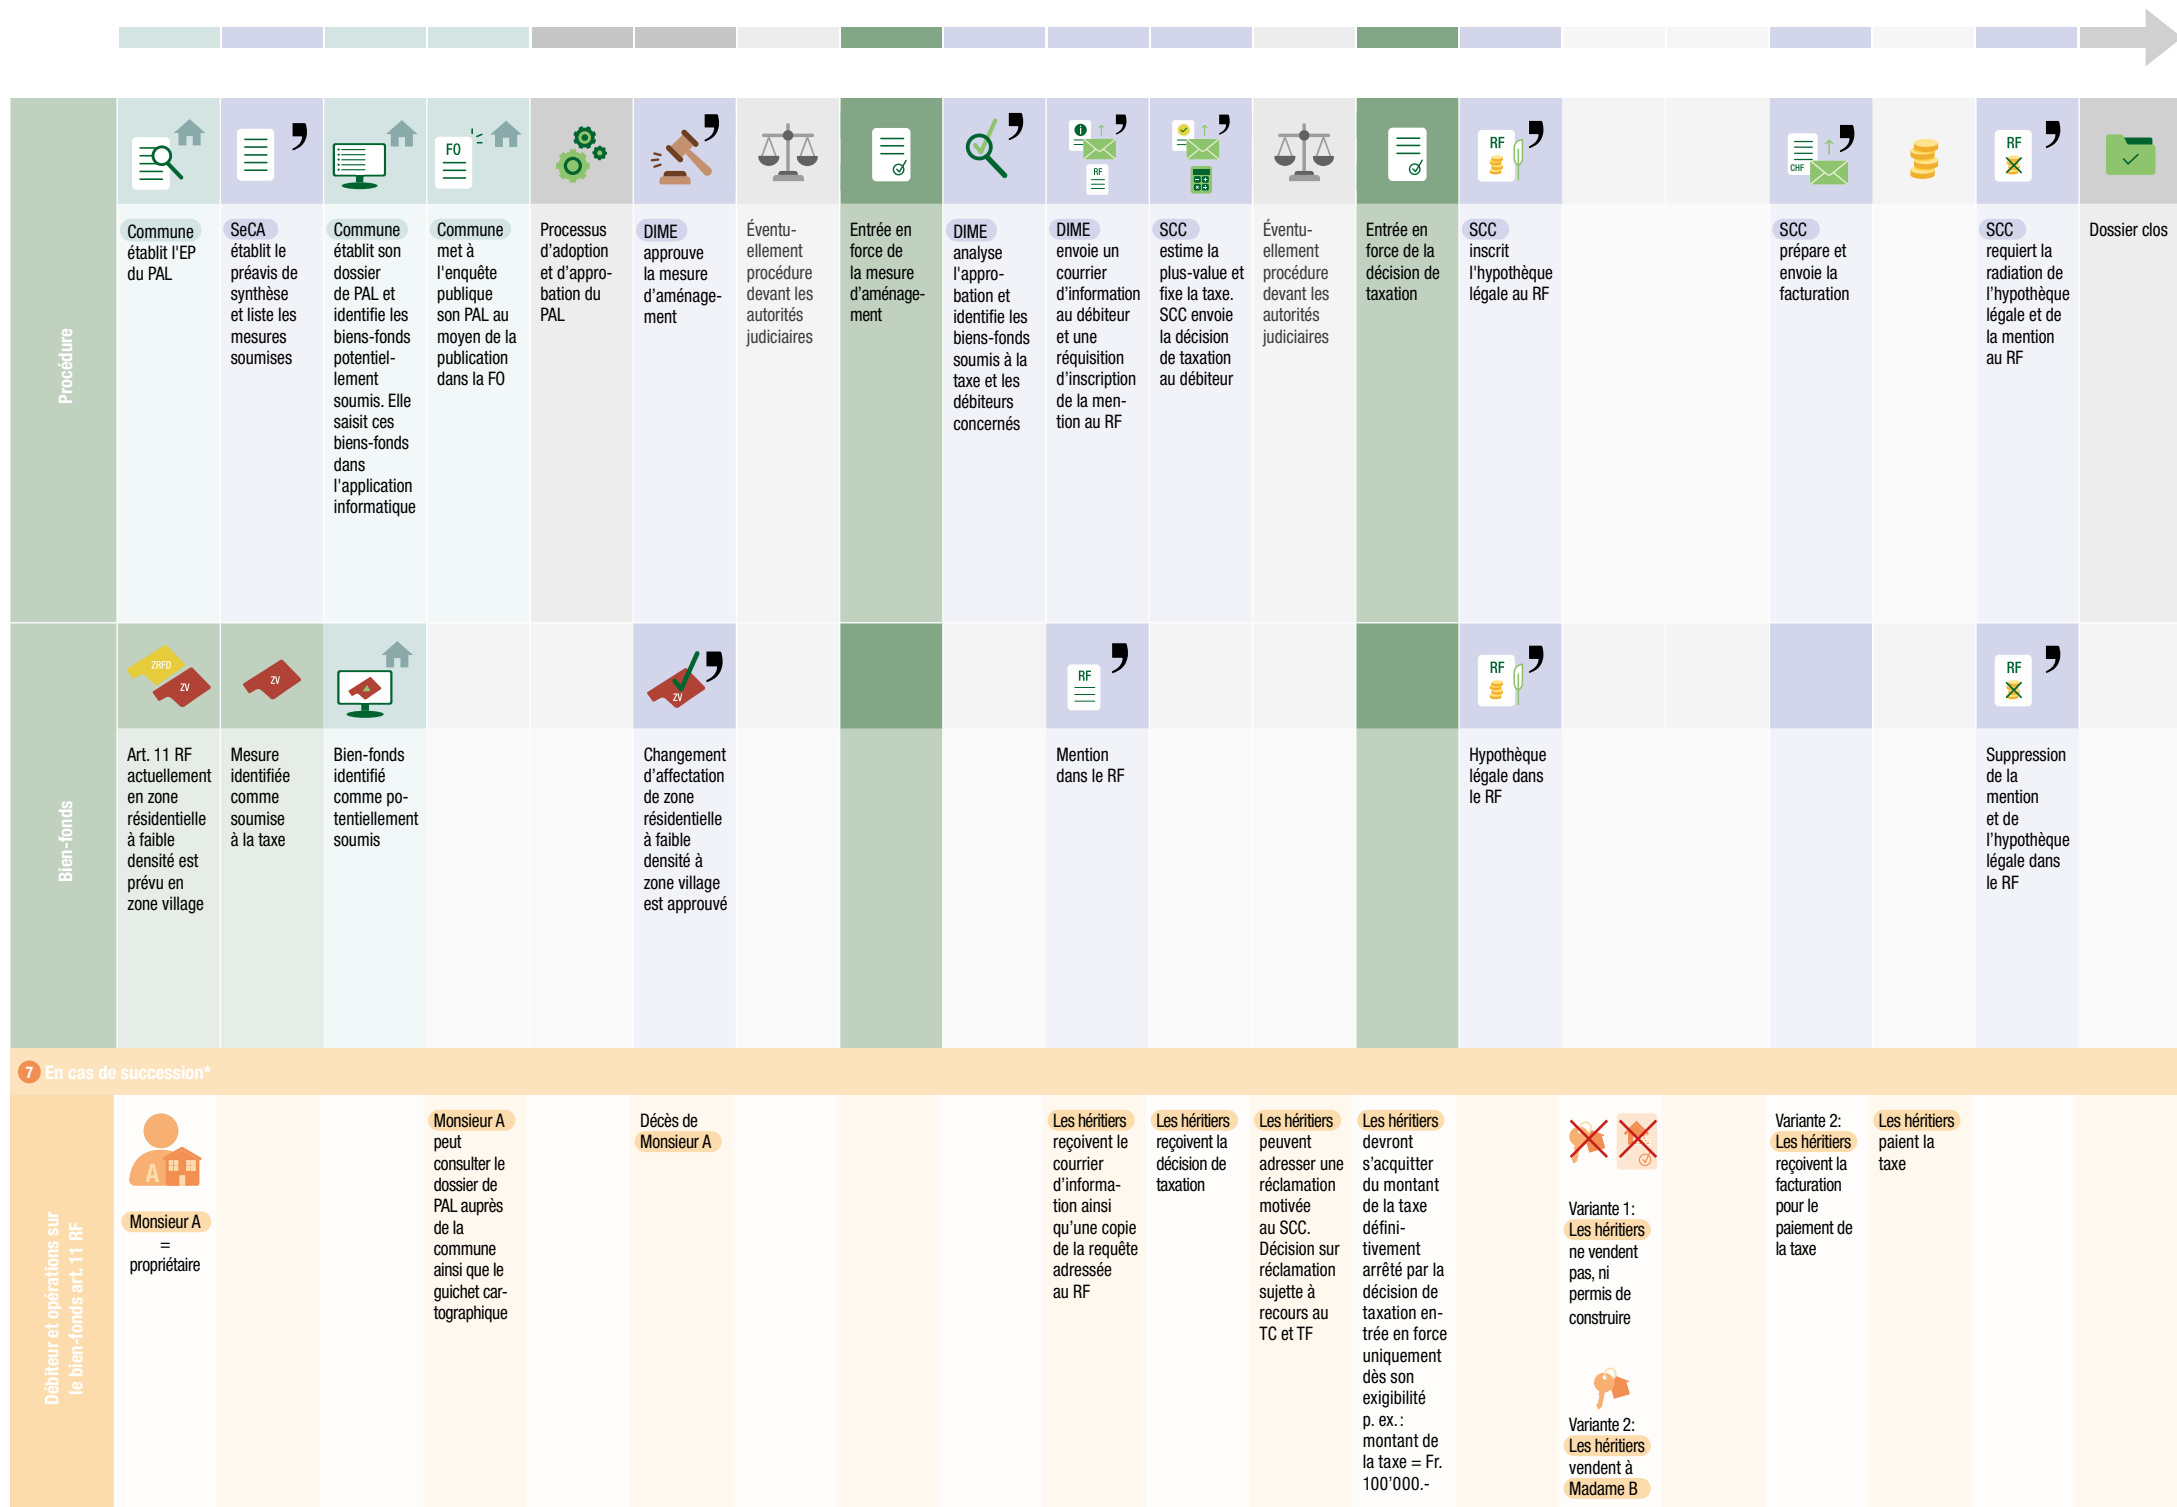 FO
RF
RF
CHF
RF
Procédure
Commune
établit l'EP
du PAL
SeCA
établit le
préavis de
synthèse
et liste les
mesures
soumises
Commune
établit son
dossier
de PAL et
identifie les
biens-fonds
potentiel-
lement
soumis. Elle
saisit ces
biens-fonds
dans
l'application
informatique
Commune
met à
l'enquête
publique
son PAL au
moyen de la
publication
dans la FO
Processus
d'adoption
et d'appro-
bation du
PAL
DIME
approuve
la mesure
d'aménage-
ment
Éventu-
ellement
procédure
devant les
autorités
judiciaires
Entrée en
force de
la mesure
d'aménage-
ment
DIME
analyse
l'appro-
bation et
identifie les
biens-fonds
soumis à la
taxe et les
débiteurs
concernés
DIME
envoie un
courrier
d'information
au débiteur
et une
réquisition
d'inscription
de la men-
tion au RF
SCC
estime la
plus-value et
fixe la taxe.
SCC envoie
la décision
de taxation
au débiteur
Éventu-
ellement
procédure
devant les
autorités
judiciaires
Entrée en
force de la
décision de
taxation
SCC
inscrit
l'hypothèque
légale au RF
SCC
prépare et
envoie la
facturation
SCC
requiert la
radiation de
l'hypothèque
légale et de
la mention
au RF
Dossier clos
Bien-fonds
ZRFD
ZV
ZV
ZV
RF
RF
RF
Art. 11 RF
actuellement
en zone
résidentielle
à faible
densité est
prévu en
zone village
Mesure
identifiée
comme
soumise
à la taxe
Bien-fonds
identifié
comme po-
tentiellement
soumis
Changement
d'affectation
de zone
résidentielle
à faible
densité à
zone village
est approuvé
Mention
dans le RF
Hypothèque
légale dans
le RF
Suppression
de la
mention
et de
l'hypothèque
légale dans
le RF
7 En cas de succession*
Débiteur et opérations sur
le bien-fonds art. 11 RF
A
Monsieur A
=
propriétaire
Monsieur A
peut
consulter le
dossier de
PAL auprès
de la
commune
ainsi que le
guichet car-
tographique
Décès de
Monsieur A
Les héritiers
reçoivent le
courrier
d'informa-
tion ainsi
qu'une copie
de la requête
adressée
au RF
Les héritiers
reçoivent la
décision de
taxation
Les héritiers
peuvent
adresser une
réclamation
motivée
au SCC.
Décision sur
réclamation
sujette à
recours au
TC et TF
Les héritiers
devront
s'acquitter
du montant
de la taxe
défini-
tivement
arrêté par la
décision de
taxation en-
trée en force
uniquement
dès son
exigibilité
p. ex.:
montant de
la taxe = Fr.
100'000.-
Variante 1:
Les héritiers
ne vendent
pas, ni
permis de
construire
Variante 2:
Les héritiers
vendent à
Madame B
Variante 2:
Les héritiers
reçoivent la
facturation
pour le
paiement de
la taxe
Les héritiers
paient la
taxe